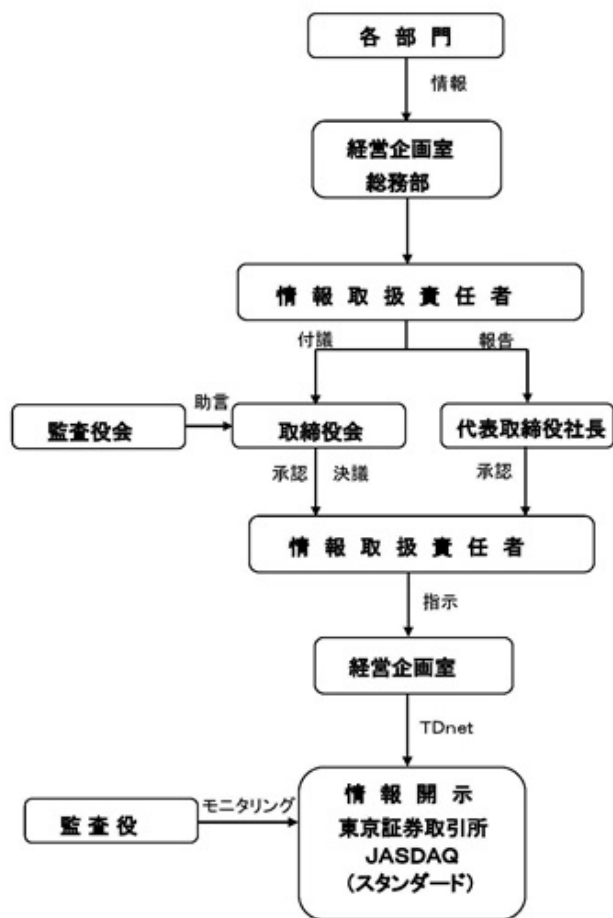 各部門
情報
経営企画室
総務部
情報取扱責任者
付議 報告
助言
監査役会 取締役会 代表取締役社長
承認 決議 承認
情報取扱責任者
指示
経営企画室
TDnet
情報開示
モニタリング
監査役 東京証券取引所
JASDAQ
(スタンダード)